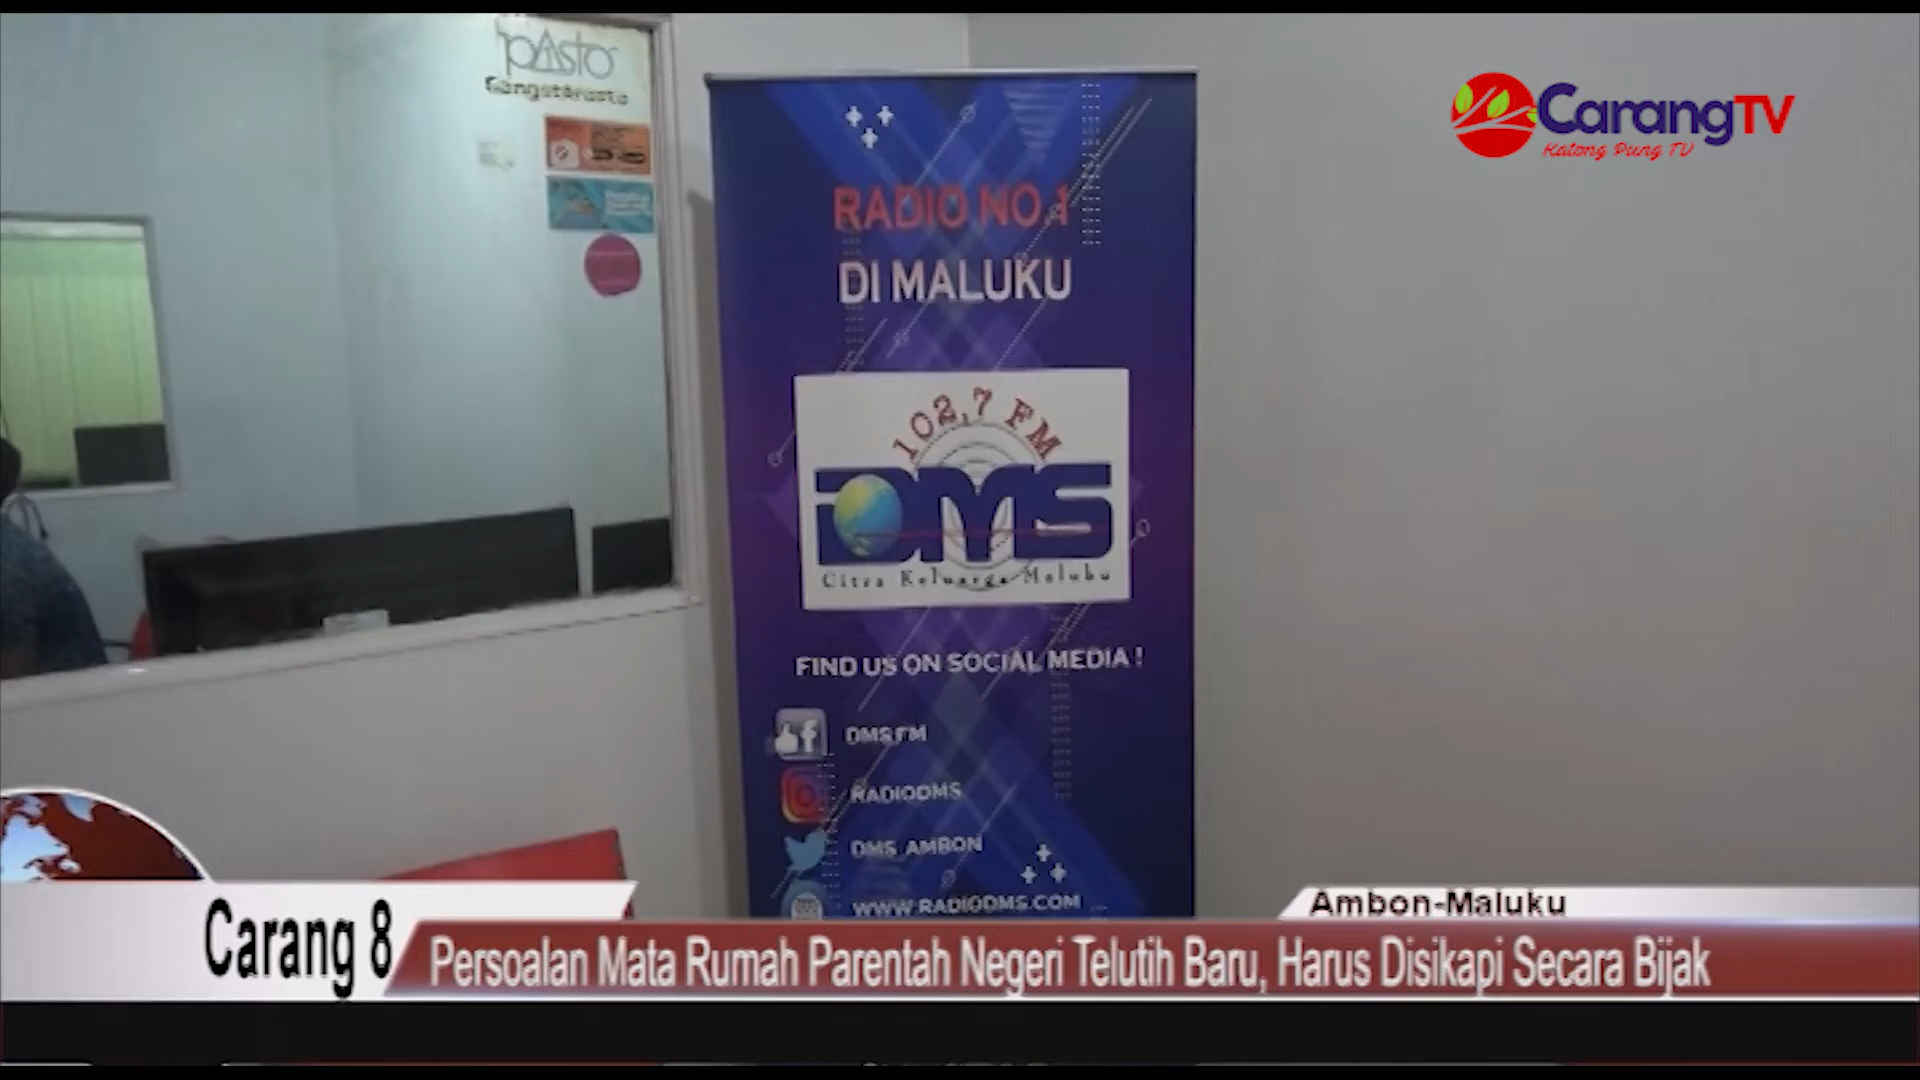 pAsto
CarangTV
Katong Pung TV
RADIO NO.1
DI MALUKU
102,7 FM
DMS
Citra Keluarga Maluku
FIND US ON SOCIAL MEDIA !
DMS FM
RADIODMS
DMS_AMBON
WWW.RADIODMS.COM
Ambon-Maluku
Carang 8
Persoalan Mata Rumah Parentah Negeri Telutih Baru, Harus Disikapi Secara Bijak